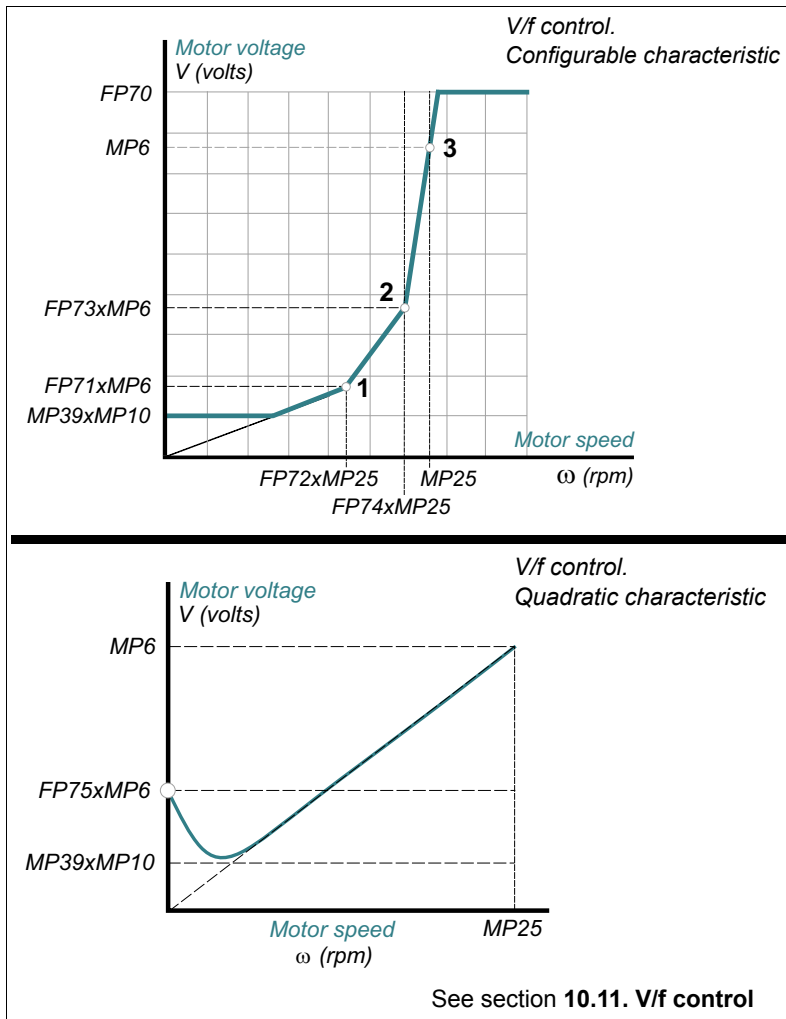 V/f control.
Configurable characteristic
Motor voltage
V (volts)
FP70
MP6
3
2
FP73xMP6
FP71xMP6
1
MP39xMP10
Motor speed
FP72xMP25
MP25
ω (rpm)
FP74xMP25
V/f control.
Quadratic characteristic
Motor voltage
V (volts)
MP6
FP75xMP6
MP39xMP10
Motor speed
MP25
ω (rpm)
See section 10.11. V/f control